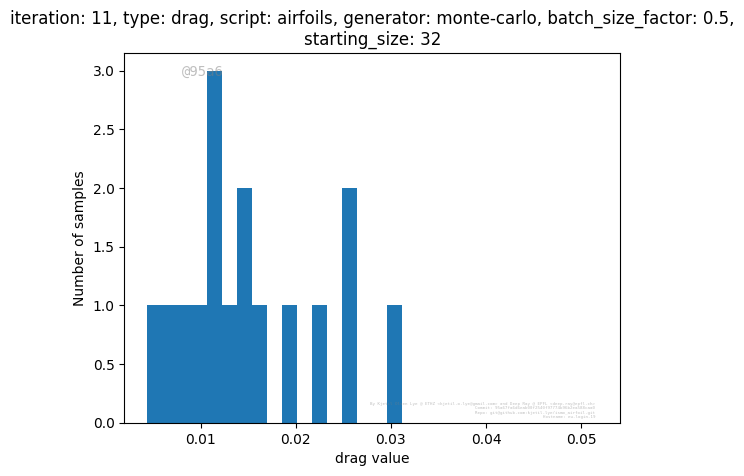 iteration: 11, type: drag, script: airfoils, generator: monte-carlo, batch_size_factor: 0.5,
starting_size: 32
@95a6
3.0
2.5
2.0
1.5
1.0
0.5
0.0
Number of samples
0.01
0.02
0.03
0.04
0.05
drag value